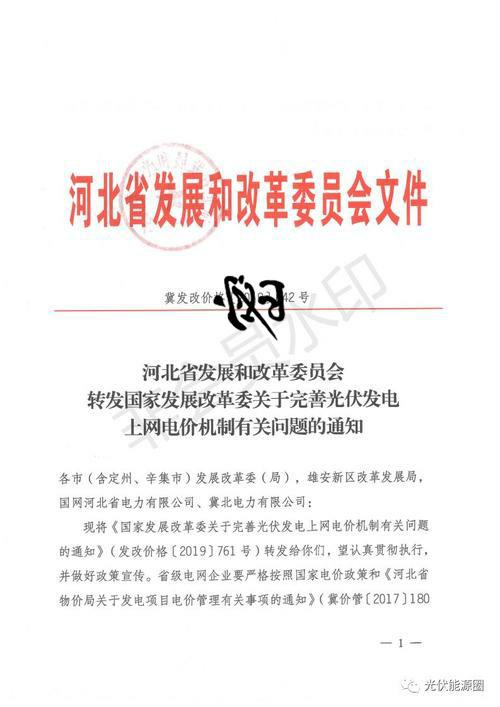 河北省发展和改革委员会文件
冀发改价格
42 号
河北省发展和改革委员会
转发国家发展改革委关于完善光伏发电
上网电价机制有关问题的通知
各市（含定州、辛集市）发展改革委（局），雄安新区改革发展局，
国网河北省电力有限公司、冀北电力有限公司：
现将《国家发展改革委关于完善光伏发电上网电价机制有关问题
的通知》（发改价格〔2019〕761 号）转发给你们，望认真贯彻执行，
并做好政策宣传。省级电网企业要严格按照国家电价政策和《河北省
物价局关于发电项目电价管理有关事项的通知》（冀价管〔2017〕180
— 1 —
非会员水印
光伏能源圈